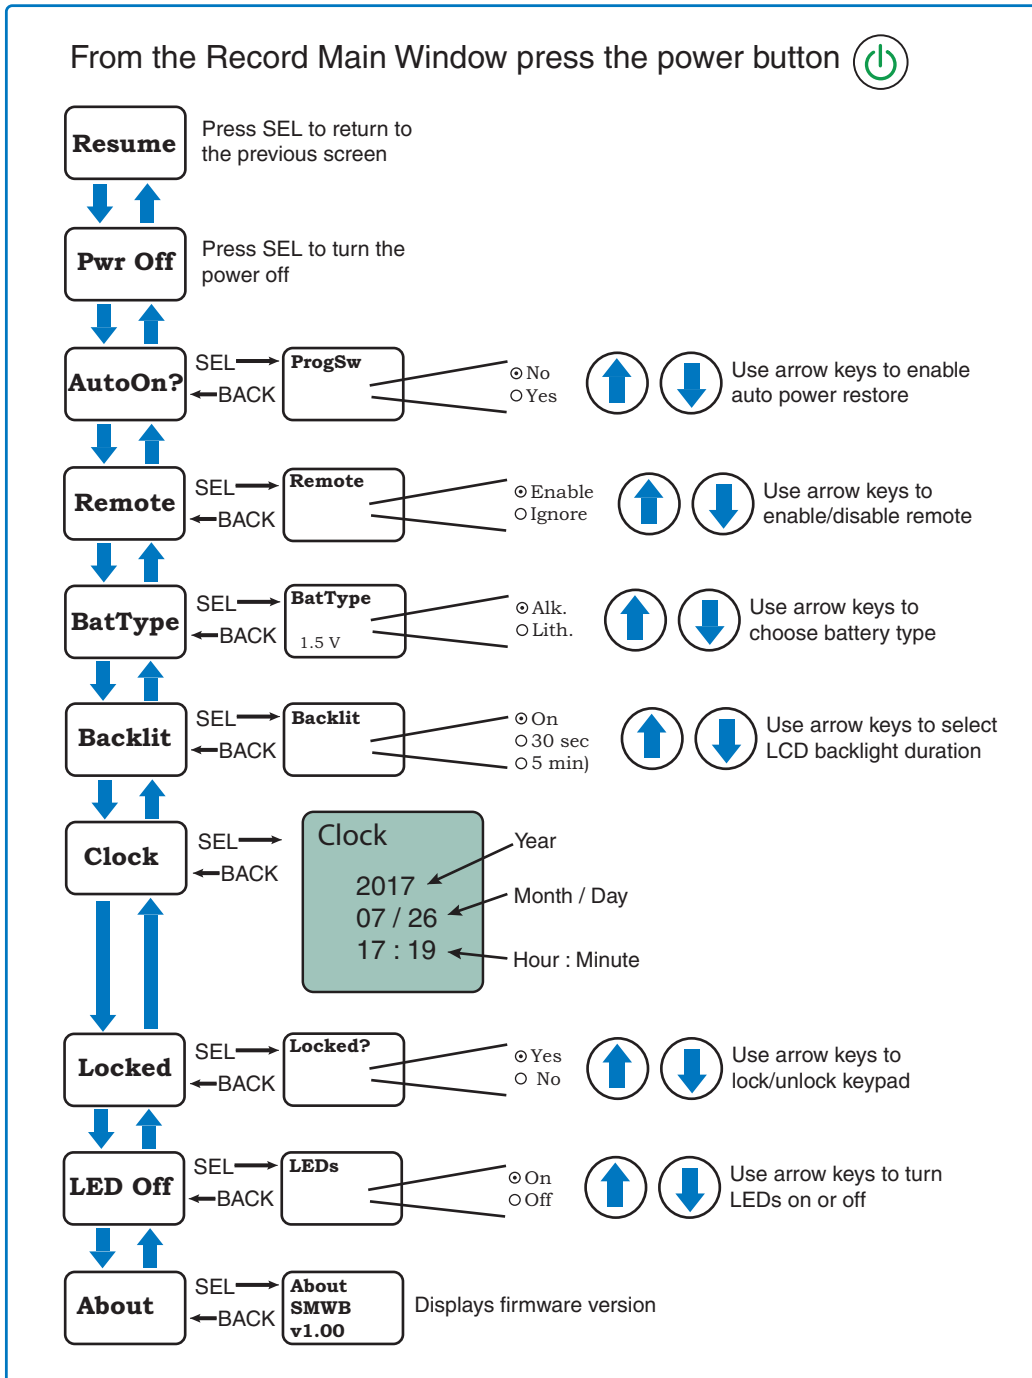 From the Record Main Window press the power button
Resume
Press SEL to return to
the previous screen
Pwr Off
Press SEL to turn the
power off
AutoOn?
SEL
BACK
ProgSw
No
Yes
Use arrow keys to enable
auto power restore
Remote
SEL
BACK
Remote
Enable
Ignore
Use arrow keys to
enable/disable remote
BatType
SEL
BACK
BatType
1.5 V
Alk.
Lith.
Use arrow keys to
choose battery type
Backlit
SEL
BACK
Backlit
On
30 sec
5 min)
Use arrow keys to select
LCD backlight duration
Clock
SEL
BACK
Clock
2017
07 / 26
17 : 19
Year
Month / Day
Hour : Minute
Locked
SEL
BACK
Locked?
Yes
No
Use arrow keys to
lock/unlock keypad
LED Off
SEL
BACK
LEDs
On
Off
Use arrow keys to turn
LEDs on or off
About
SEL
BACK
About
SMWB
v1.00
Displays firmware version